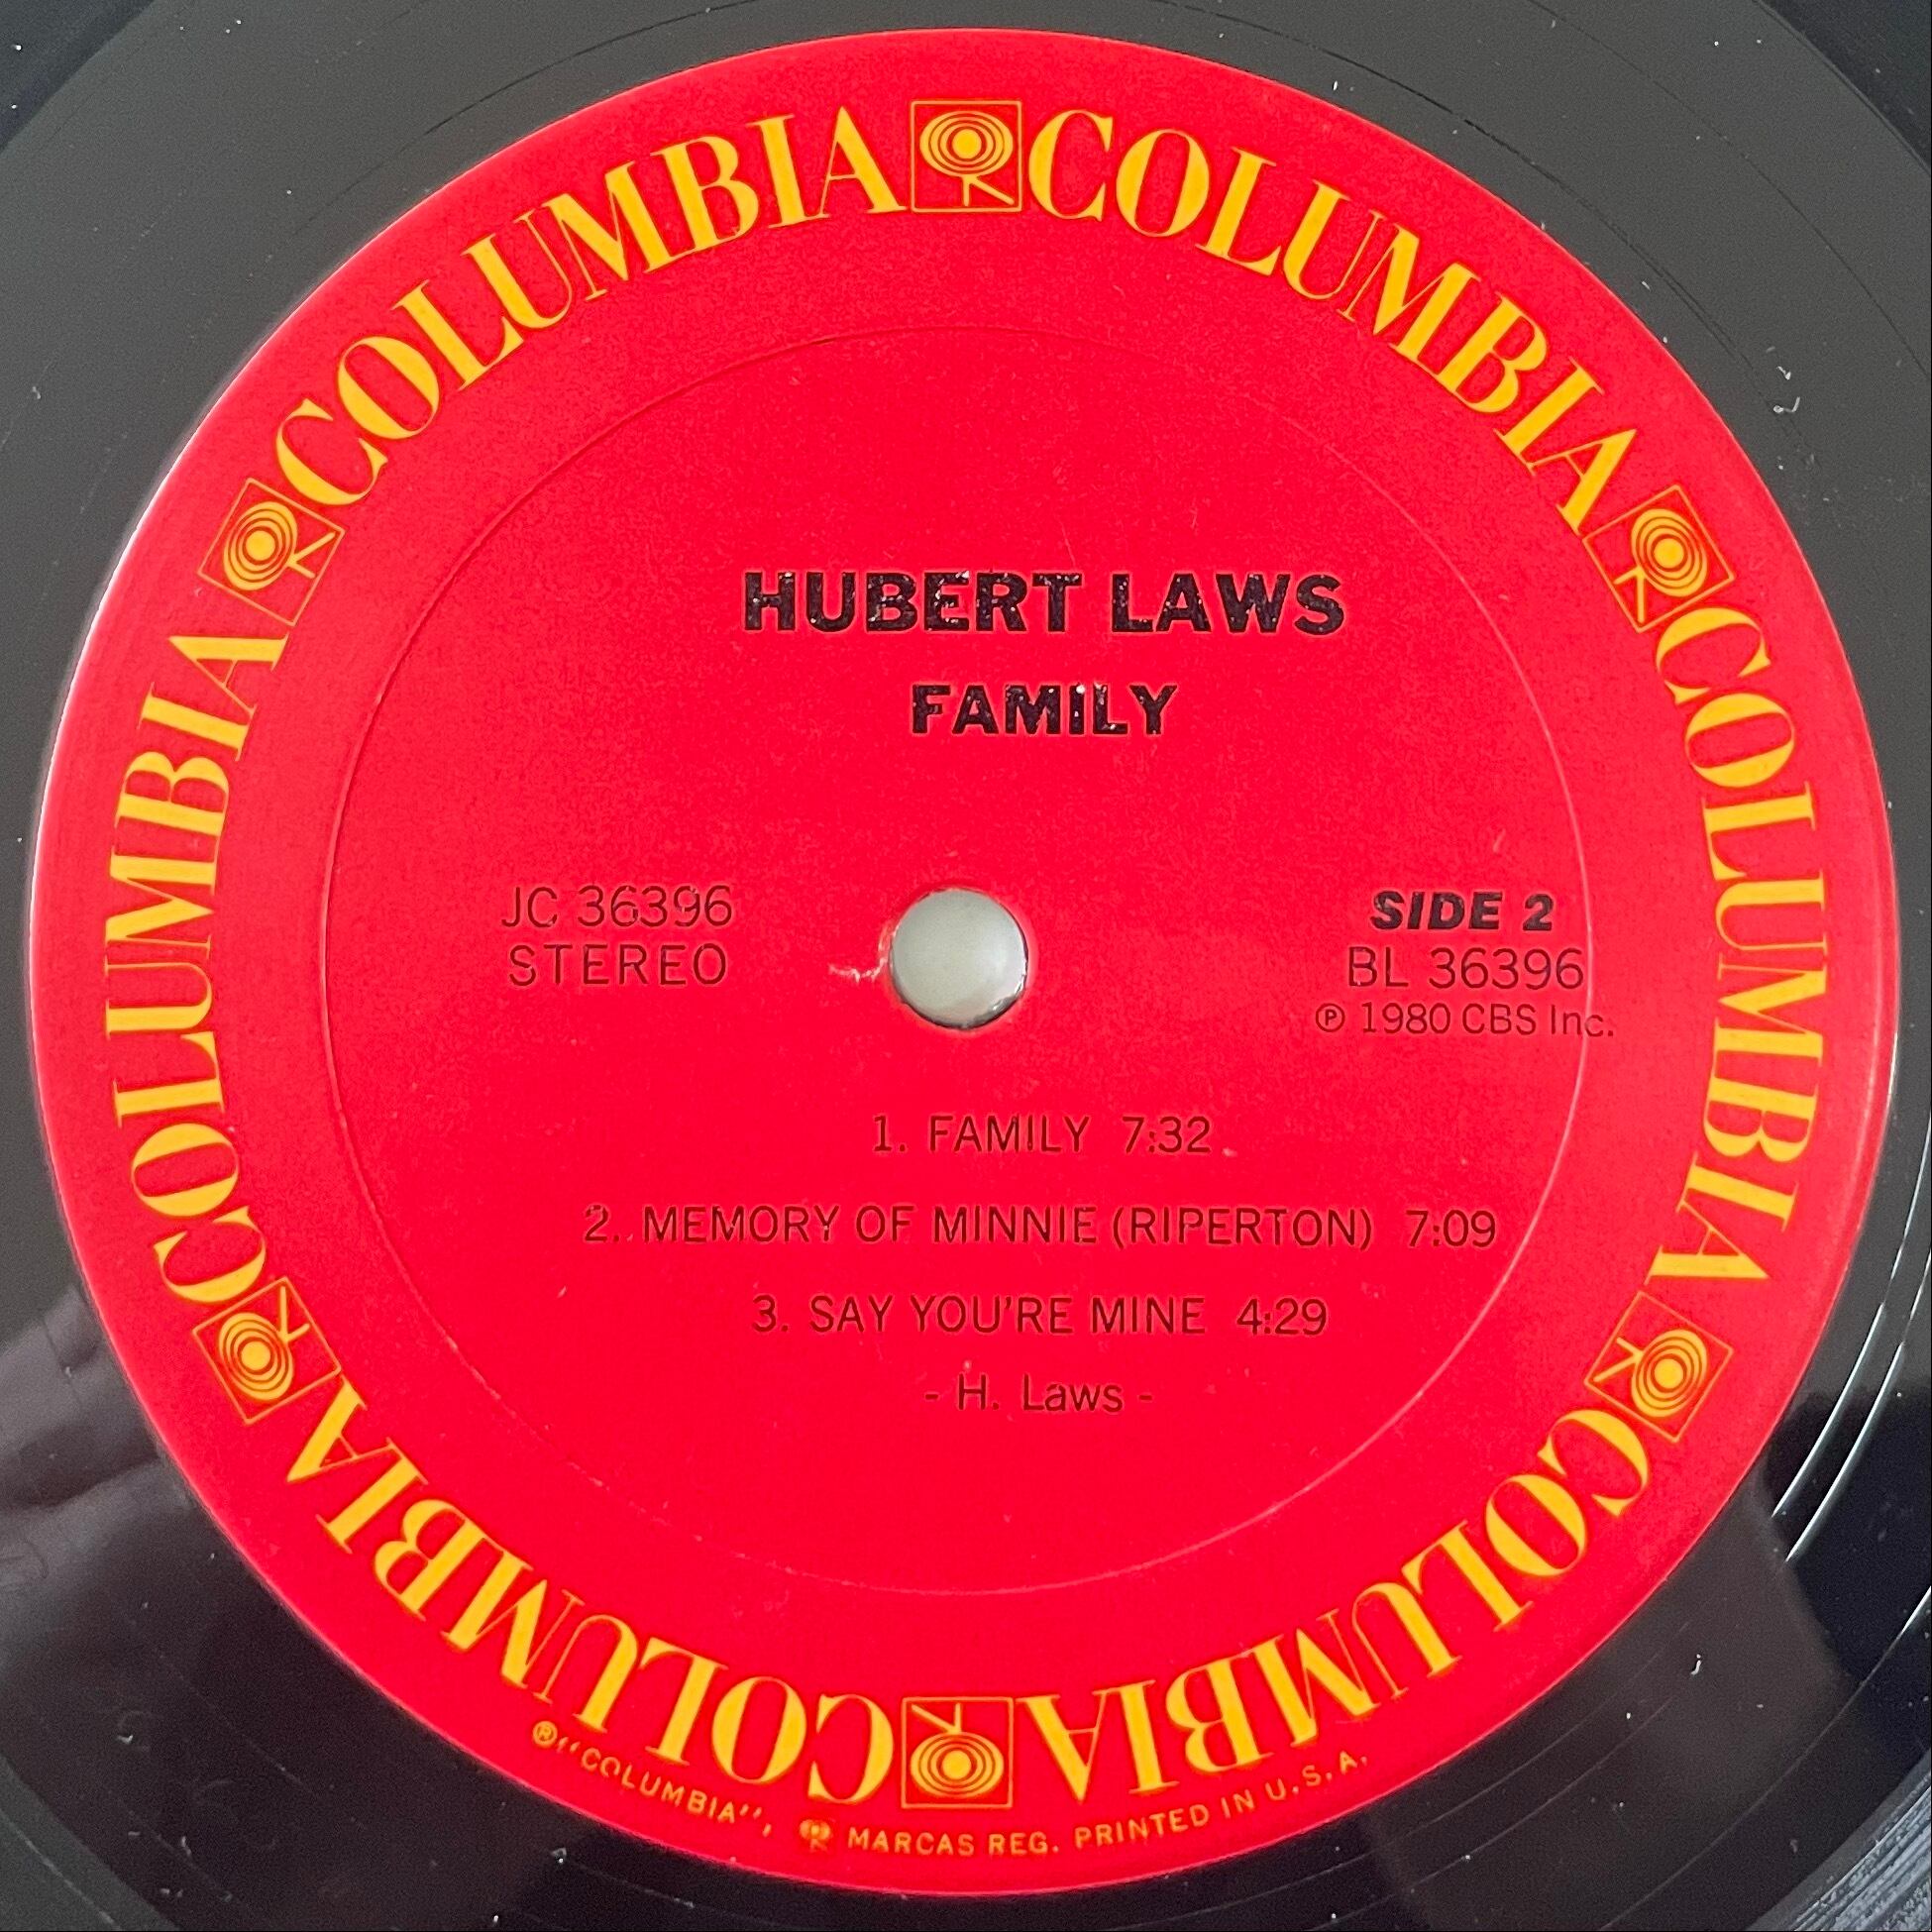 COLUMBIA COLUMBIA COLUMBIA COLUMBIA COLUMBIA COLUMBIA
HUBERT LAWS
FAMILY
JC 36396
STEREO
SIDE 2
BL 36396
℗ 1980 CBS Inc.
1. FAMILY 7:32
2. MEMORY OF MINNIE (RIPERTON) 7:09
3. SAY YOU'RE MINE 4:29
- H. Laws -
®"COLUMBIA", MARCAS REG. PRINTED IN U.S.A.